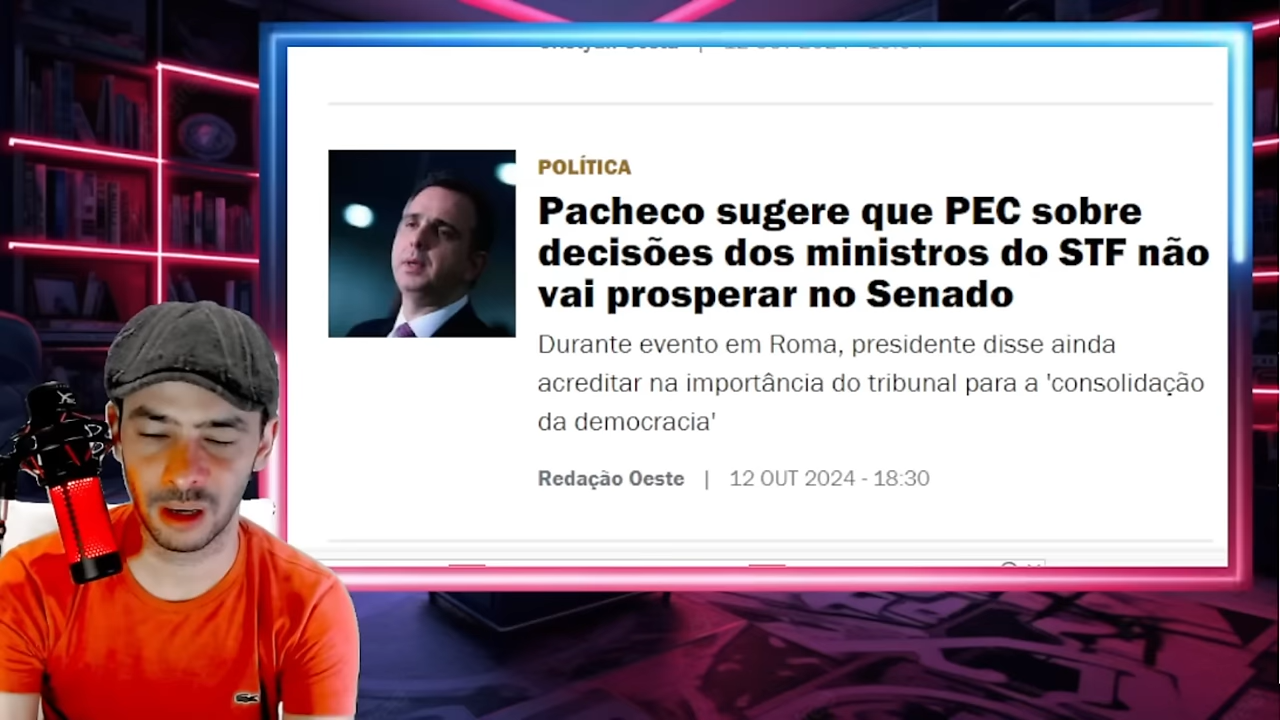 POLÍTICA
Pacheco sugere que PEC sobre
decisões dos ministros do STF não
vai prosperar no Senado
Durante evento em Roma, presidente disse ainda
acreditar na importância do tribunal para a 'consolidação
da democracia'
Redação Oeste | 12 OUT 2024 - 18:30